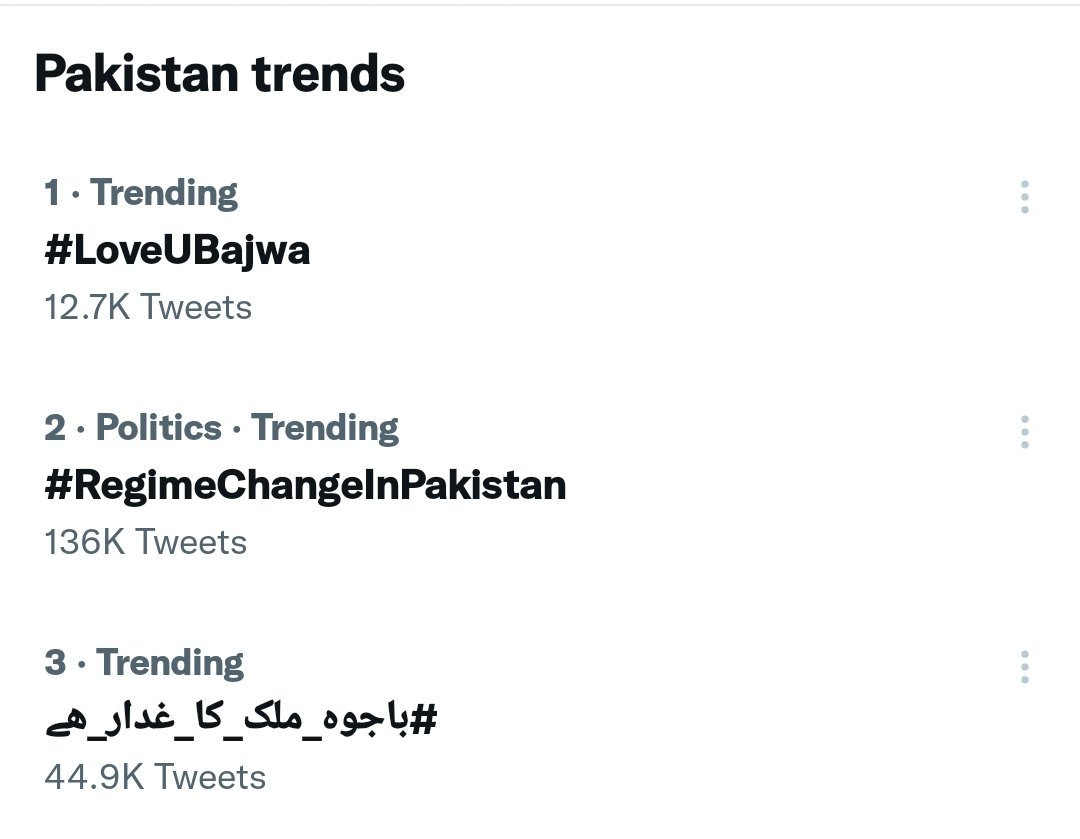 Pakistan trends
1 · Trending
#LoveUBajwa
12.7K Tweets
2 · Politics · Trending
#RegimeChangeInPakistan
136K Tweets
3 · Trending
#باجوہ_ملک_کا_غدار_ھے
44.9K Tweets